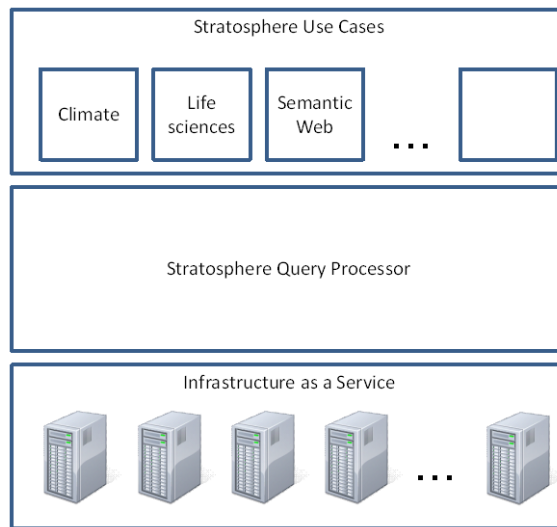 Stratosphere Use Cases
Climate
Life
sciences
Semantic
Web
...
Stratosphere Query Processor
Infrastructure as a Service
...